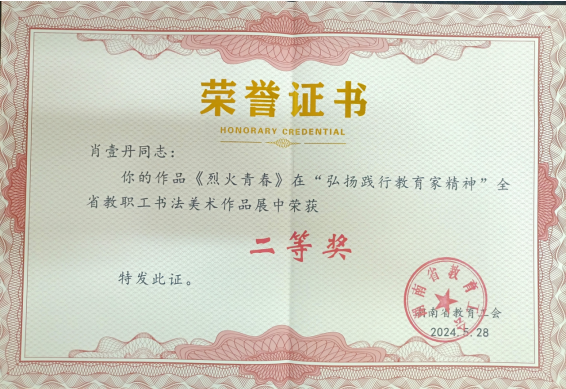 荣誉证书
HONORARY CREDENTIAL
肖壹丹同志：
你的作品《烈火青春》在“弘扬践行教育家精神”全
省教职工书法美术作品展中荣获
二等奖
特发此证。
南省教育工会
2024.5.28